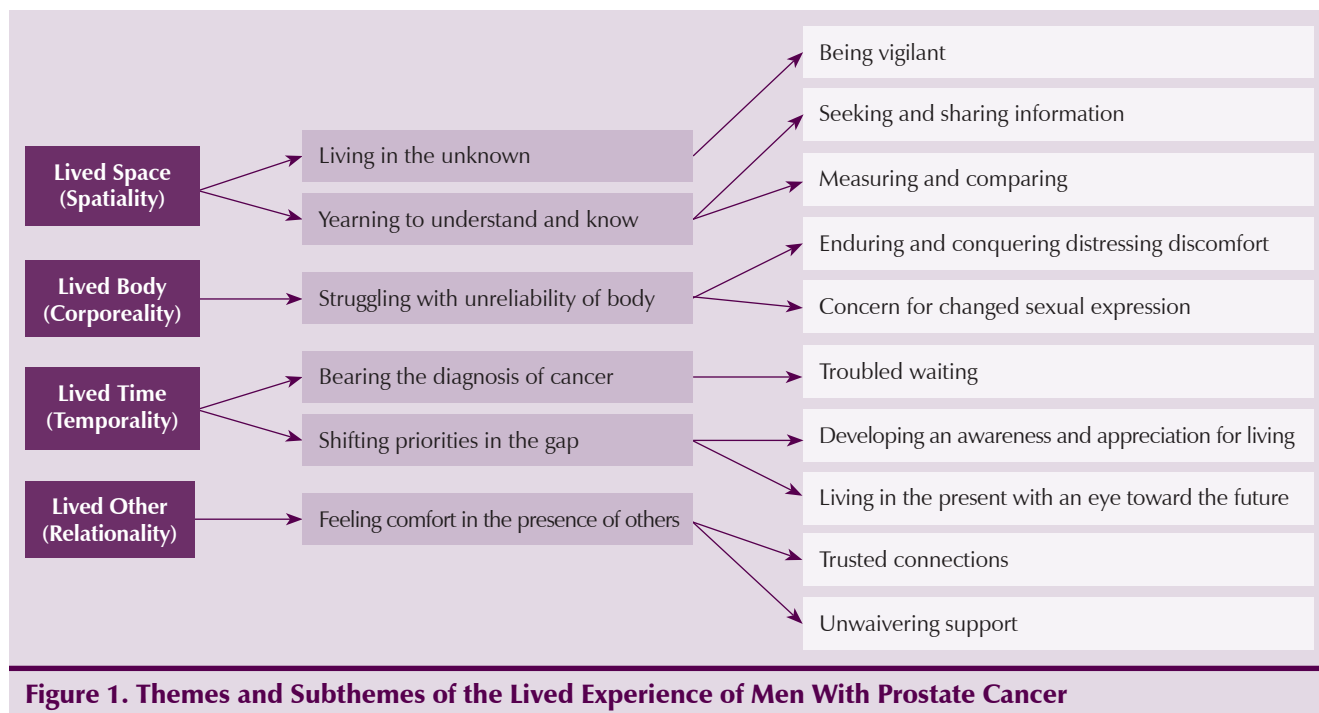 Lived Space
(Spatiality)
Lived Body
(Corporeality)
Lived Time
(Temporality)
Lived Other
(Relationality)
Living in the unknown
Yearning to understand and know
Struggling with unreliability of body
Bearing the diagnosis of cancer
Shifting priorities in the gap
Feeling comfort in the presence of others
Being vigilant
Seeking and sharing information
Measuring and comparing
Enduring and conquering distressing discomfort
Concern for changed sexual expression
Troubled waiting
Developing an awareness and appreciation for living
Living in the present with an eye toward the future
Trusted connections
Unwaivering support
Figure 1. Themes and Subthemes of the Lived Experience of Men With Prostate Cancer